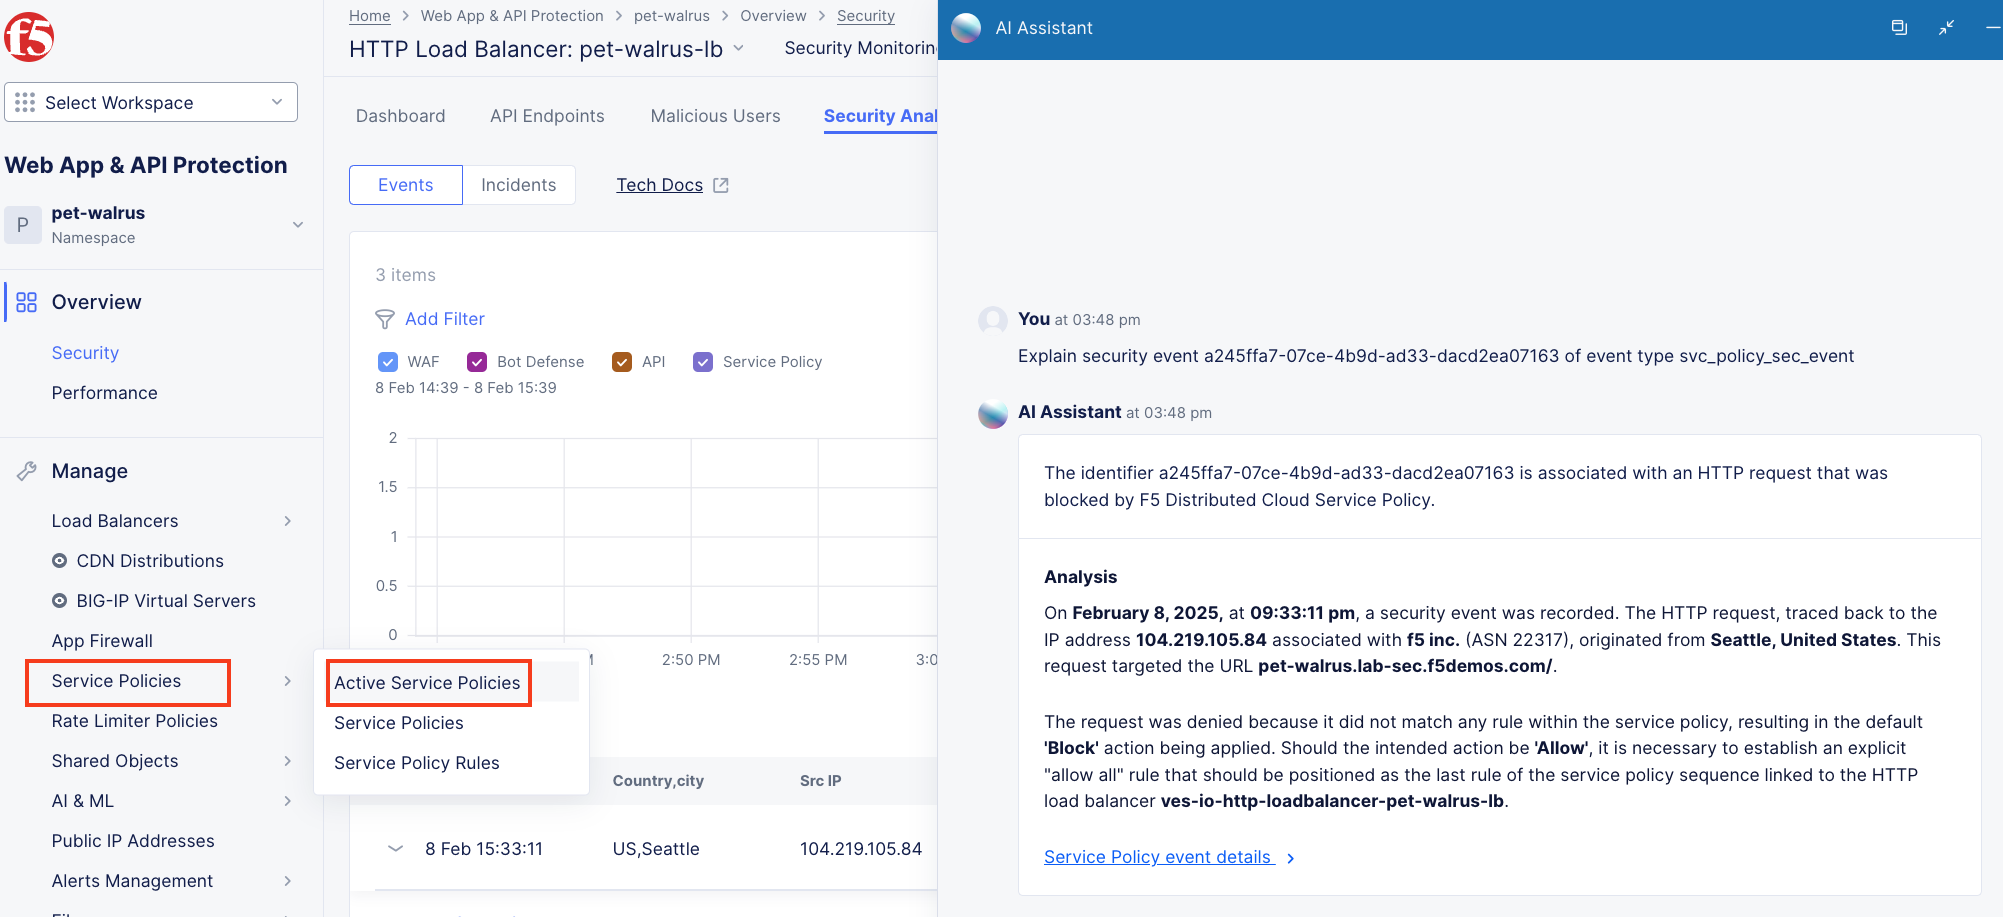 f5
Select Workspace
Web App & API Protection
P
pet-walrus
Namespace
Overview
Security
Performance
Manage
Load Balancers
CDN Distributions
BIG-IP Virtual Servers
App Firewall
Service Policies
Rate Limiter Policies
Shared Objects
AI & ML
Public IP Addresses
Alerts Management
Active Service Policies
Service Policies
Service Policy Rules
Home > Web App & API Protection > pet-walrus > Overview > Security
HTTP Load Balancer: pet-walrus-lb
Security Monitoring
Dashboard API Endpoints Malicious Users Security Anal
Events Incidents Tech Docs
3 items
Add Filter
WAF Bot Defense API Service Policy
8 Feb 14:39 - 8 Feb 15:39
2
1.5
1
0.5
0
M 2:50 PM 2:55 PM 3:0
Country,city Src IP
8 Feb 15:33:11 US,Seattle 104.219.105.84
AI Assistant
You at 03:48 pm
Explain security event a245ffa7-07ce-4b9d-ad33-dacd2ea07163 of event type svc_policy_sec_event
AI Assistant at 03:48 pm
The identifier a245ffa7-07ce-4b9d-ad33-dacd2ea07163 is associated with an HTTP request that was
blocked by F5 Distributed Cloud Service Policy.
Analysis
On February 8, 2025, at 09:33:11 pm, a security event was recorded. The HTTP request, traced back to the
IP address 104.219.105.84 associated with f5 inc. (ASN 22317), originated from Seattle, United States. This
request targeted the URL pet-walrus.lab-sec.f5demos.com/.
The request was denied because it did not match any rule within the service policy, resulting in the default
'Block' action being applied. Should the intended action be 'Allow', it is necessary to establish an explicit
"allow all" rule that should be positioned as the last rule of the service policy sequence linked to the HTTP
load balancer ves-io-http-loadbalancer-pet-walrus-lb.
Service Policy event details >